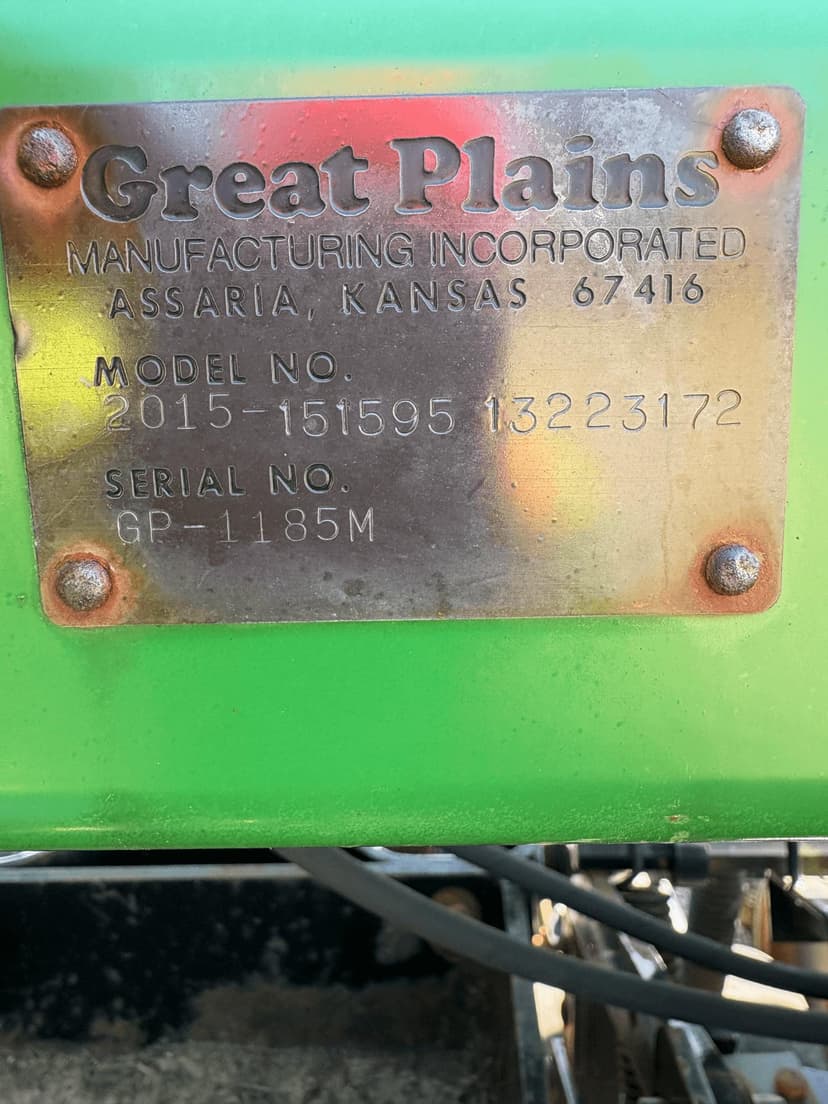 Great Plains
MANUFACTURING INCORPORATED
ASSARIA, KANSAS 67416
MODEL NO.
2015-151595 13223172
SERIAL NO.
GP-1185M